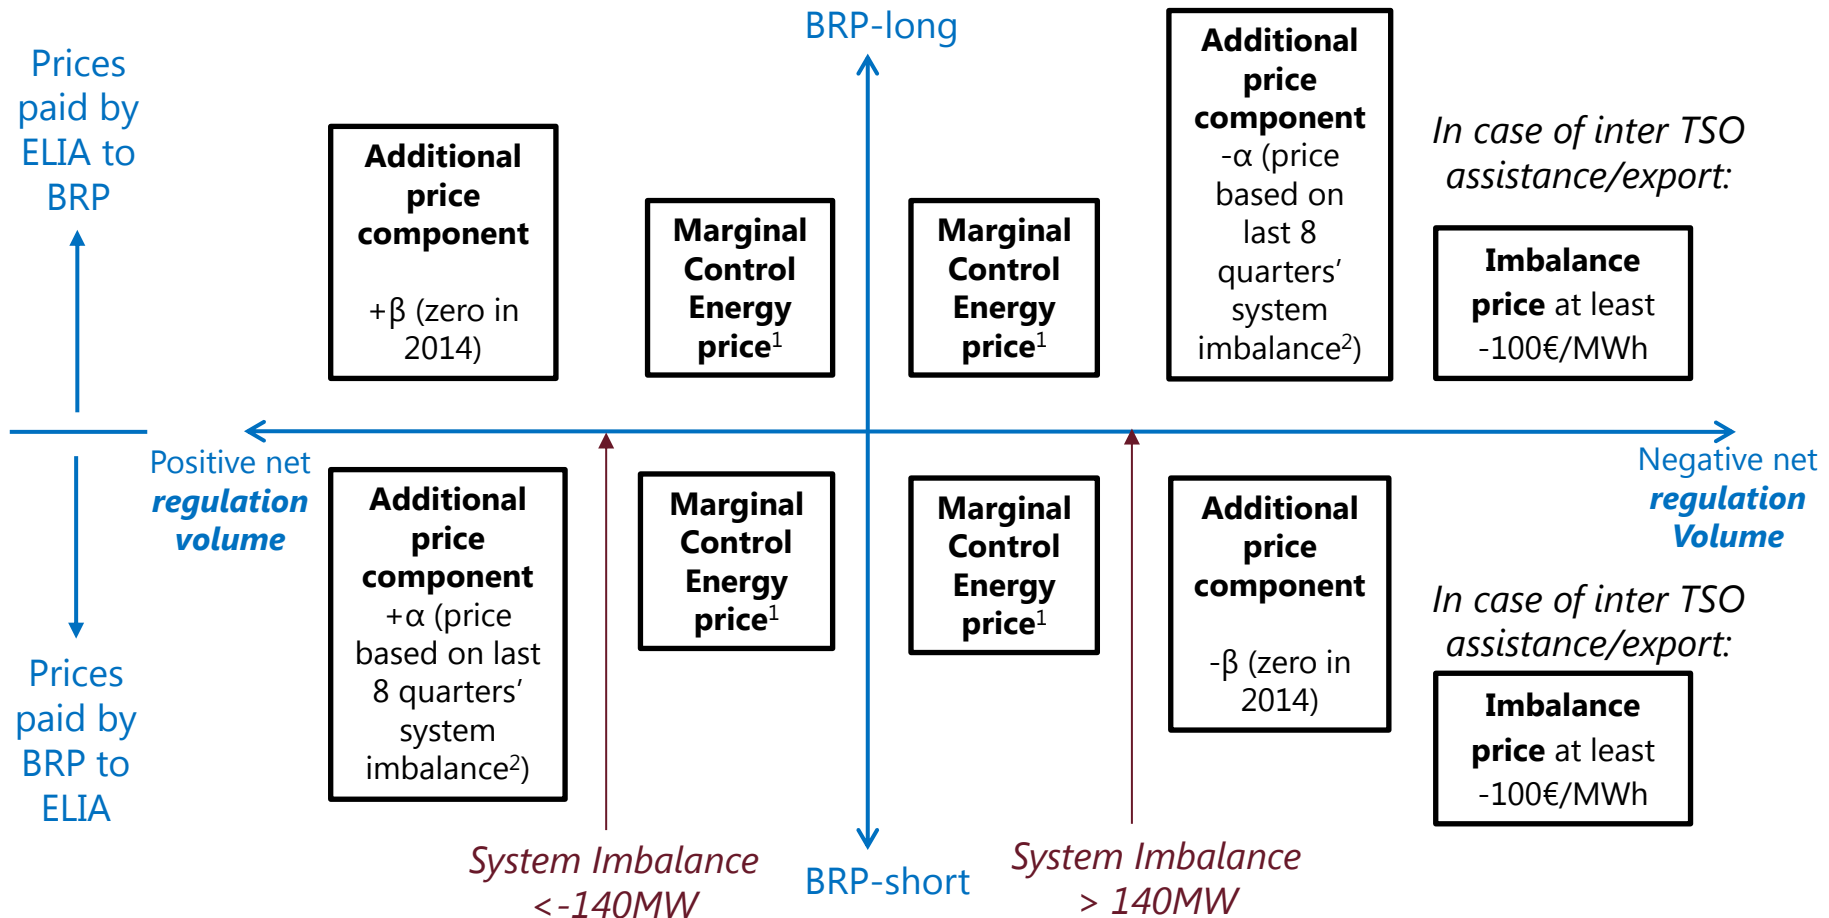 BRP-long
Prices
paid by
ELIA to
BRP
Additional
price
component
+β (zero in
2014)
Marginal
Control
Energy
price¹
Marginal
Control
Energy
price¹
Additional
price
component
-α (price
based on
last 8
quarters’
system
imbalance²)
In case of inter TSO
assistance/export:
Imbalance
price at least
-100€/MWh
Positive net
regulation
volume
Negative net
regulation
Volume
Prices
paid by
BRP to
ELIA
Additional
price
component
+α (price
based on last
8 quarters’
system
imbalance²)
Marginal
Control
Energy
price¹
Marginal
Control
Energy
price¹
Additional
price
component
-β (zero in
2014)
In case of inter TSO
assistance/export:
Imbalance
price at least
-100€/MWh
System Imbalance
<-140MW
BRP-short
System Imbalance
> 140MW